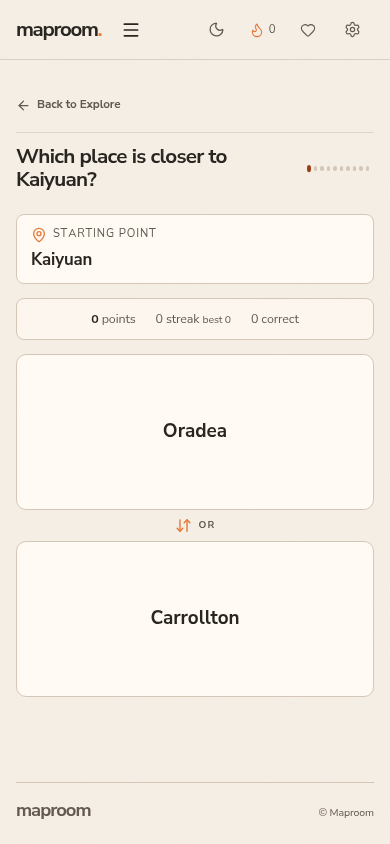 maproom.
0
Back to Explore
Which place is closer to
Kaiyuan?
STARTING POINT
Kaiyuan
0 points 0 streak best 0 0 correct
Oradea
OR
Carrollton
maproom
© Maproom